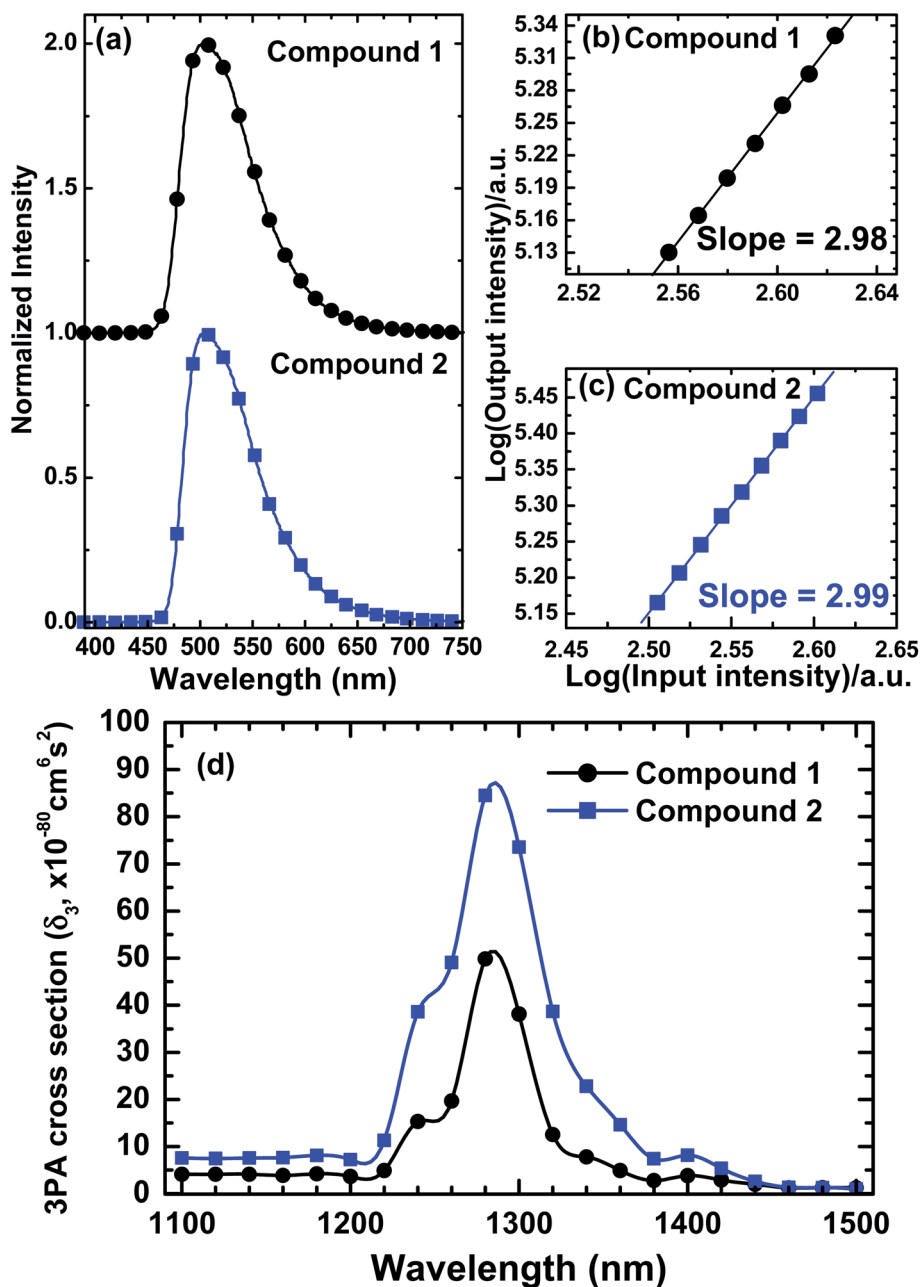 (a)
Compound 1
Compound 2
2.0
1.5
1.0
0.5
0.0
Normalized Intensity
400 450 500 550 600 650 700 750
Wavelength (nm)
(b) Compound 1
5.34
5.31
5.28
5.25
5.22
5.19
5.16
5.13
Slope = 2.98
2.52 2.56 2.60 2.64
Log(Output intensity)/a.u.
(c) Compound 2
5.45
5.40
5.35
5.30
5.25
5.20
5.15
Slope = 2.99
2.45 2.50 2.55 2.60 2.65
Log(Input intensity)/a.u.
(d)
Compound 1
Compound 2
100
90
80
70
60
50
40
30
20
10
0
3PA cross section (δ₃, x10⁻⁸⁰cm⁶s²)
1100 1200 1300 1400 1500
Wavelength (nm)